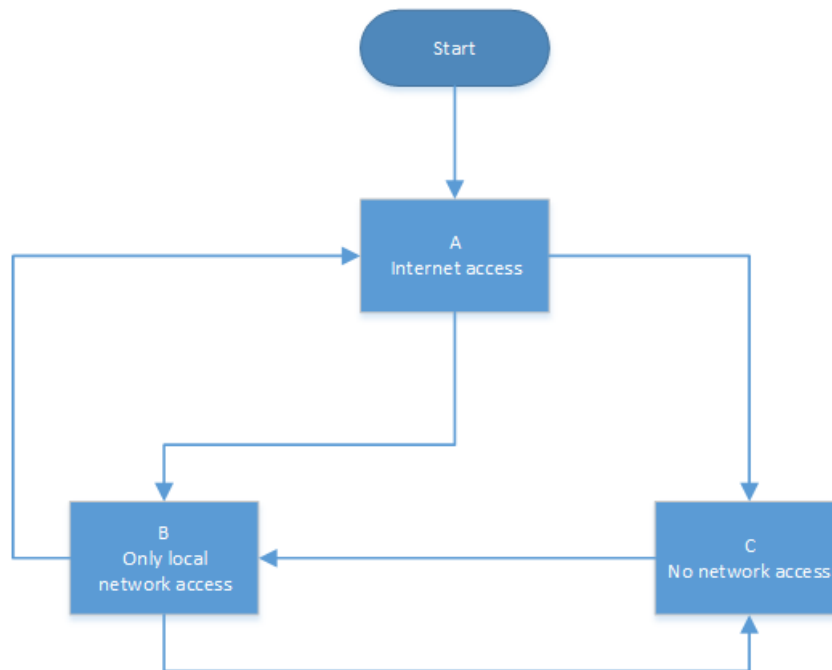 Start
A
Internet access
B
Only local
network access
C
No network access